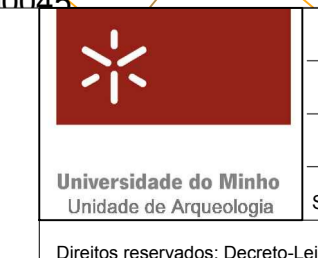 Universidade do Minho
Unidade de Arqueologia
S
Direitos reservados: Decreto-Lei